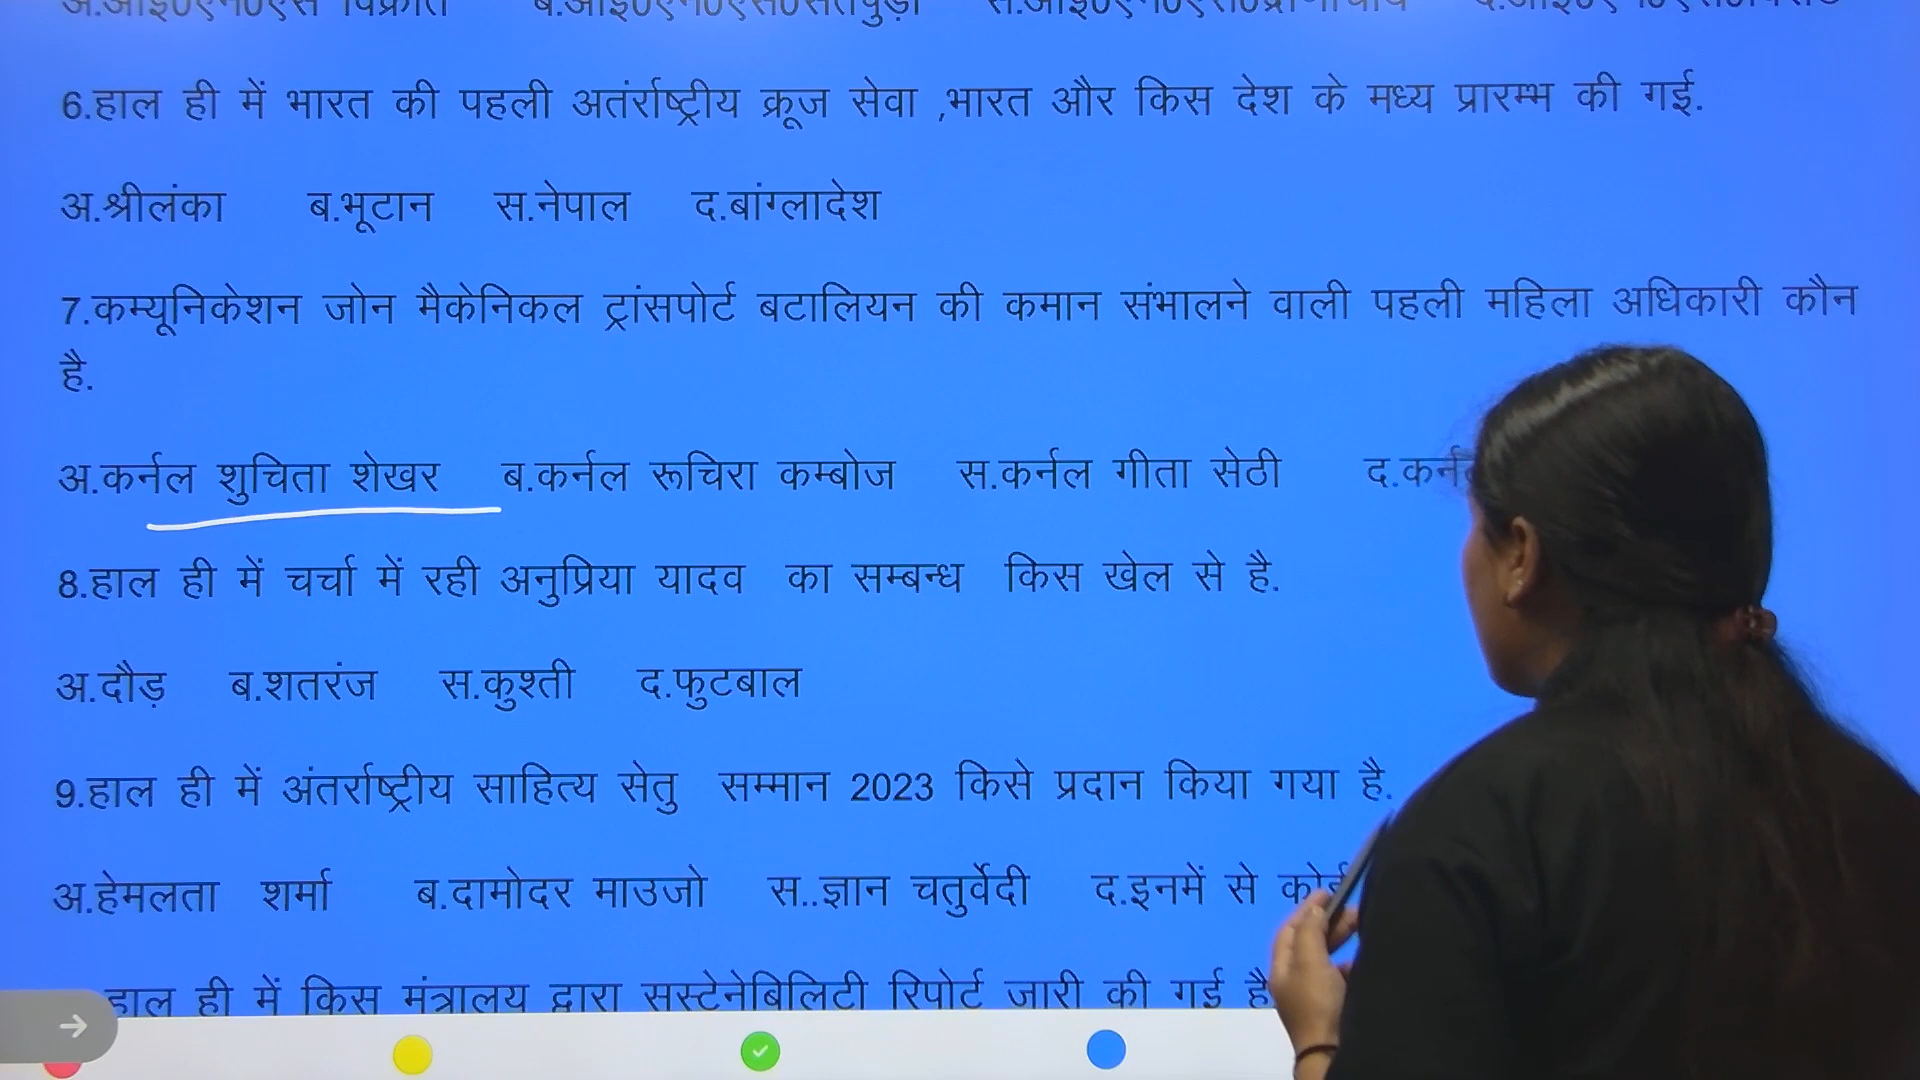 6.हाल ही में भारत की पहली अतंर्राष्ट्रीय क्रूज सेवा ,भारत और किस देश के मध्य प्रारम्भ की गई.
अ.श्रीलंका ब.भूटान स.नेपाल द.बांग्लादेश
7.कम्यूनिकेशन जोन मैकेनिकल ट्रांसपोर्ट बटालियन की कमान संभालने वाली पहली महिला अधिकारी कौन
है.
अ.कर्नल शुचिता शेखर ब.कर्नल रूचिरा कम्बोज स.कर्नल गीता सेठी द.कर्नल
8.हाल ही में चर्चा में रही अनुप्रिया यादव का सम्बन्ध किस खेल से है.
अ.दौड़ ब.शतरंज स.कुश्ती द.फुटबाल
9.हाल ही में अंतर्राष्ट्रीय साहित्य सेतु सम्मान 2023 किसे प्रदान किया गया है.
अ.हेमलता शर्मा ब.दामोदर माउजो स..ज्ञान चतुर्वेदी द.इनमें से कोई
हाल ही में किस मंत्रालय द्वारा सस्टेनेबिलिटी रिपोर्ट जारी की गई है